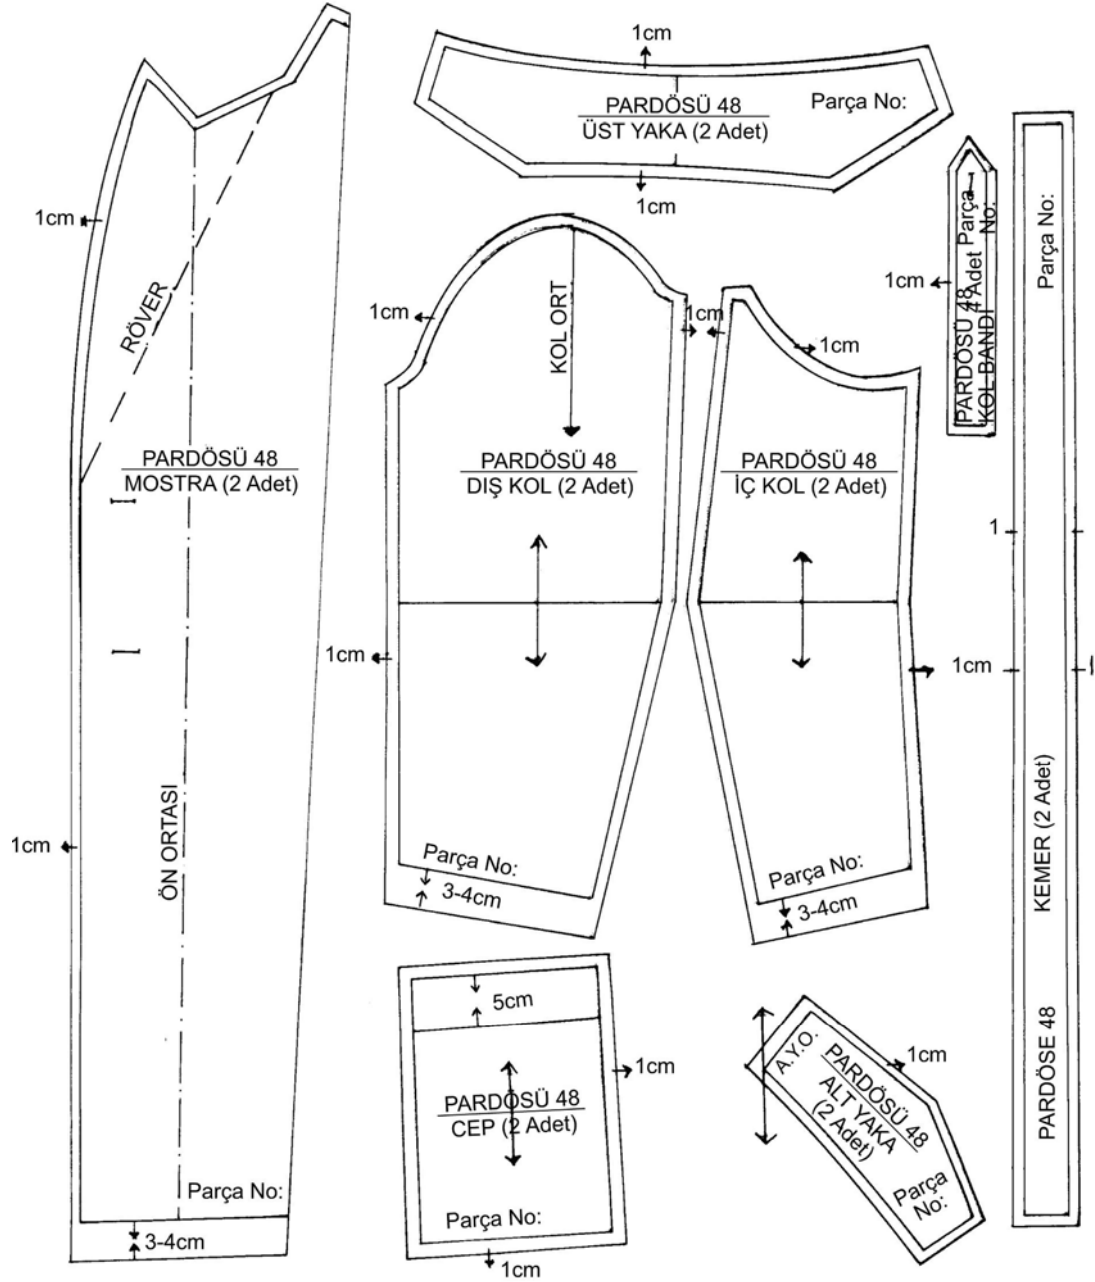 1cm
RÖVER
PARDÖSÜ 48
MOSTRA (2 Adet)
1cm
ÖN ORTASI
Parça No:
3-4cm
1cm
PARDÖSÜ 48
ÜST YAKA (2 Adet)
Parça No:
1cm
1cm
KOL ORT
PARDÖSÜ 48
DIŞ KOL (2 Adet)
1cm
Parça No:
3-4cm
1cm
1cm
PARDÖSÜ 48
İÇ KOL (2 Adet)
1cm
Parça No:
3-4cm
1cm
PARDÖSÜ 48
KOL BANDI
4 Adet Parça
No:
Parça No:
1
1
KEMER (2 Adet)
PARDÖSE 48
5cm
PARDÖSÜ 48
CEP (2 Adet)
1cm
Parça No:
1cm
A.Y.O.
PARDÖSÜ 48
ALT YAKA
(2 Adet)
1cm
Parça
No: